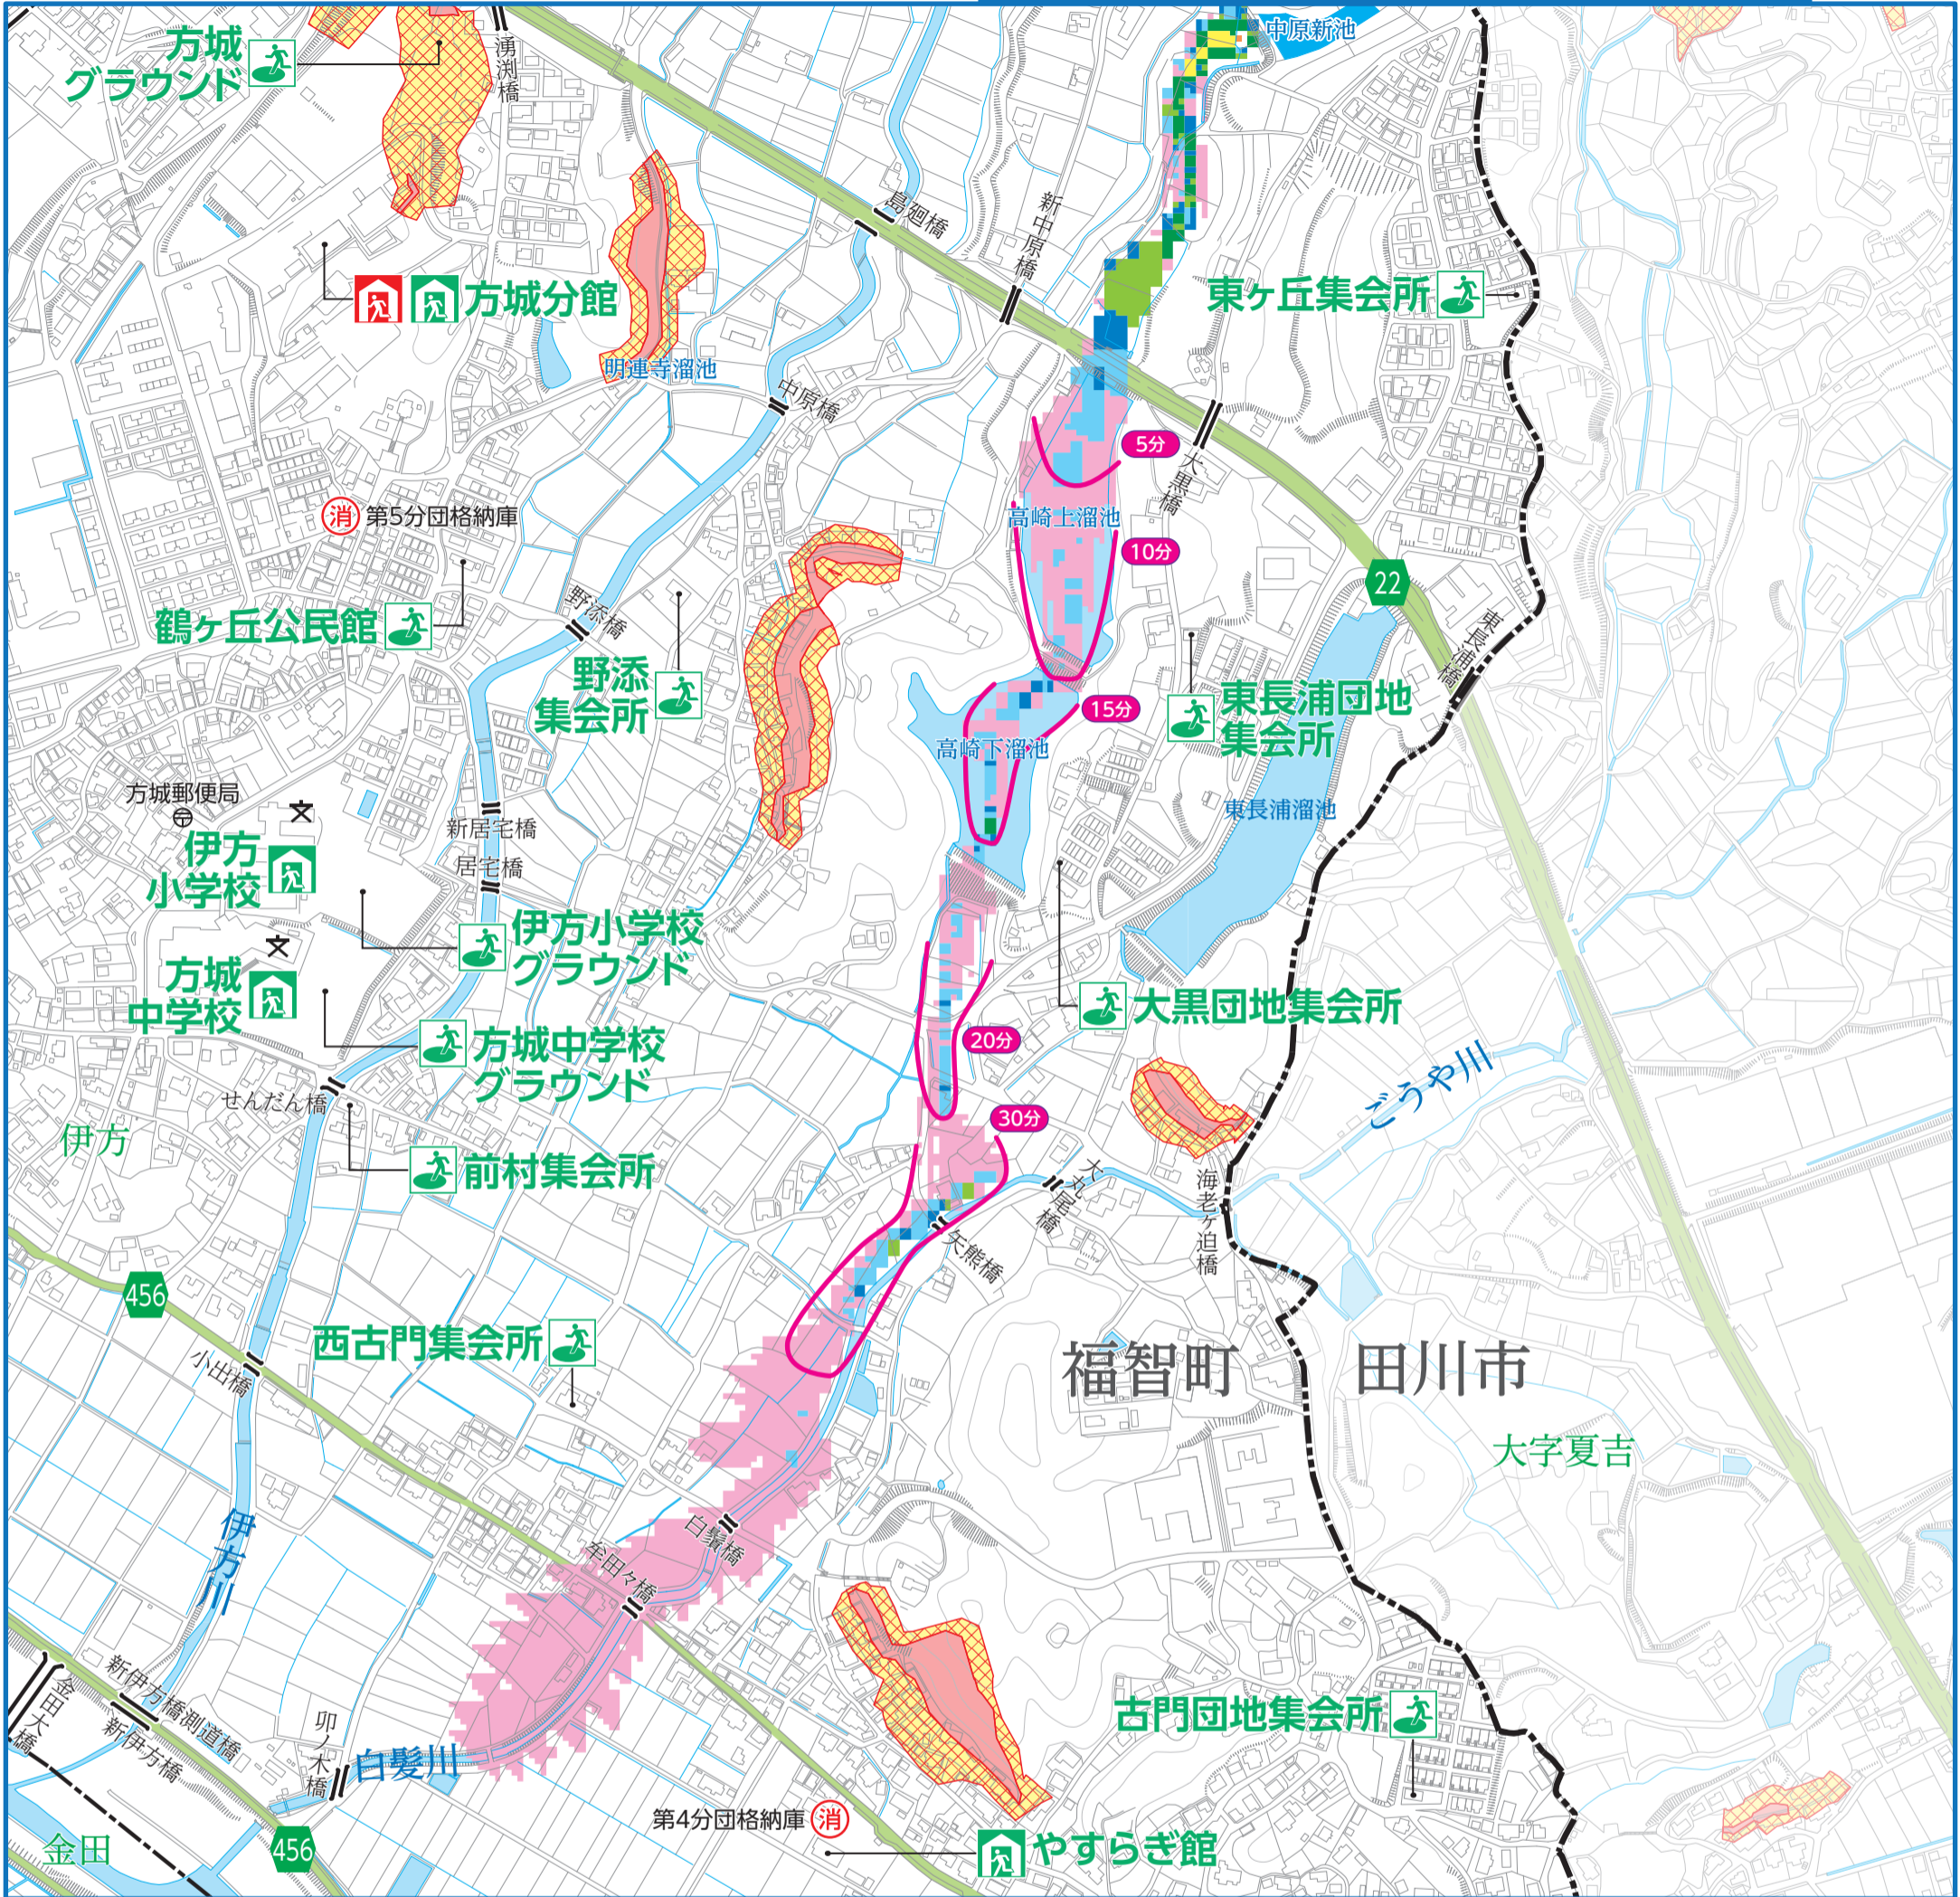 中原新池
方城
グラウンド
湧渕橋
島廻橋
新中原橋
東ヶ丘集会所
方城分館
明連寺溜池
中原橋
5分
大黒橋
消 第5分団格納庫
高崎上溜池
10分
22
鶴ヶ丘公民館
野添橋
東長浦橋
野添
集会所
15分
東長浦団地
集会所
高崎下溜池
方城郵便局
東長浦溜池
新居宅橋
伊方
小学校
居宅橋
伊方小学校
グラウンド
方城
中学校
大黒団地集会所
方城中学校
グラウンド
20分
せんだん橋
ごうや川
伊方
30分
前村集会所
大丸尾橋
海老ヶ迫橋
矢熊橋
456
西古門集会所
小出橋
福智町
田川市
大字夏吉
伊方川
白鬚橋
牟田々橋
新伊方橋側道橋
金田大橋
新伊方橋
卯ノ木橋
白髪川
古門団地集会所
第4分団格納庫 消
金田
456
やすらぎ館